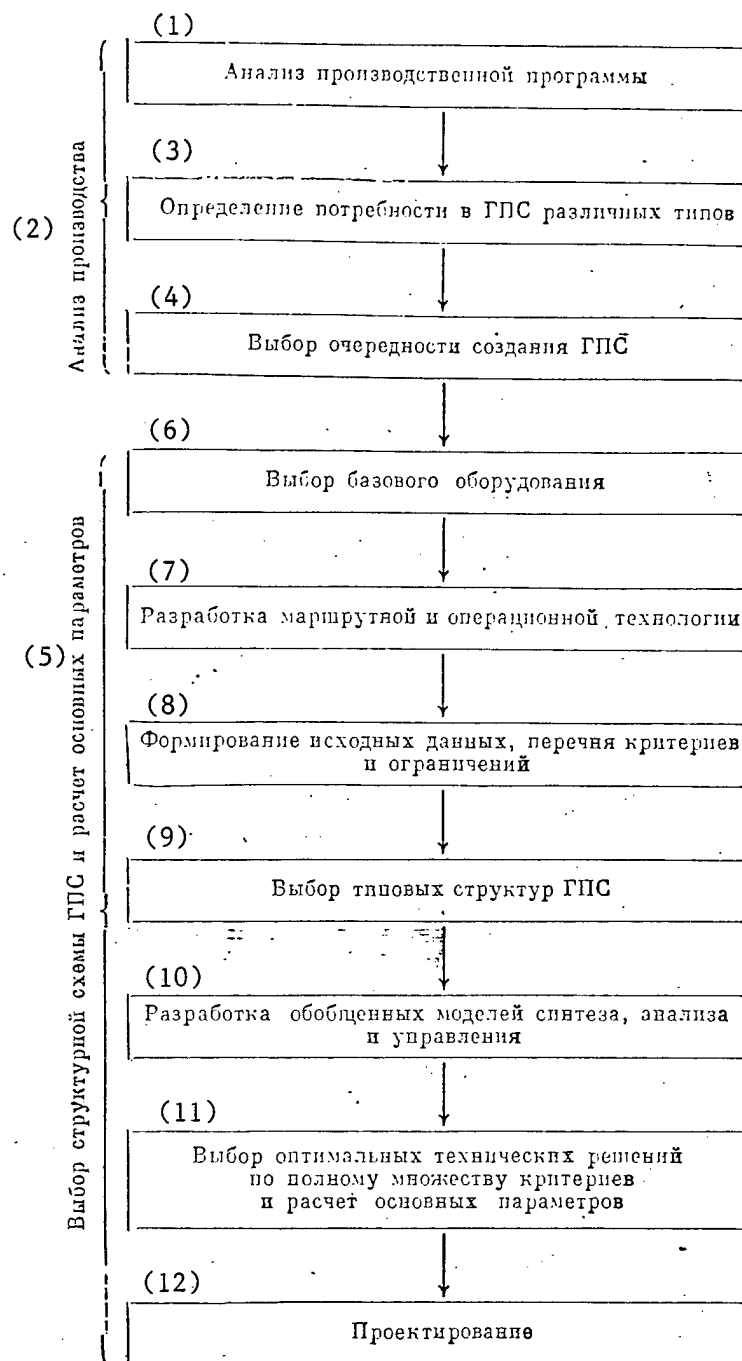 (1)
Анализ производственной программы
(2)
Анализ производства
(3)
Определение потребности в ГПС различных типов
(4)
Выбор очередности создания ГПС
(5)
Выбор структурной схемы ГПС и расчет основных параметров
(6)
Выбор базового оборудования
(7)
Разработка маршрутной и операционной технологии
(8)
Формирование исходных данных, перечня критериев
и ограничений
(9)
Выбор типовых структур ГПС
(10)
Разработка обобщенных моделей синтеза, анализа
и управления
(11)
Выбор оптимальных технических решений
по полному множеству критериев
и расчет основных параметров
(12)
Проектирование